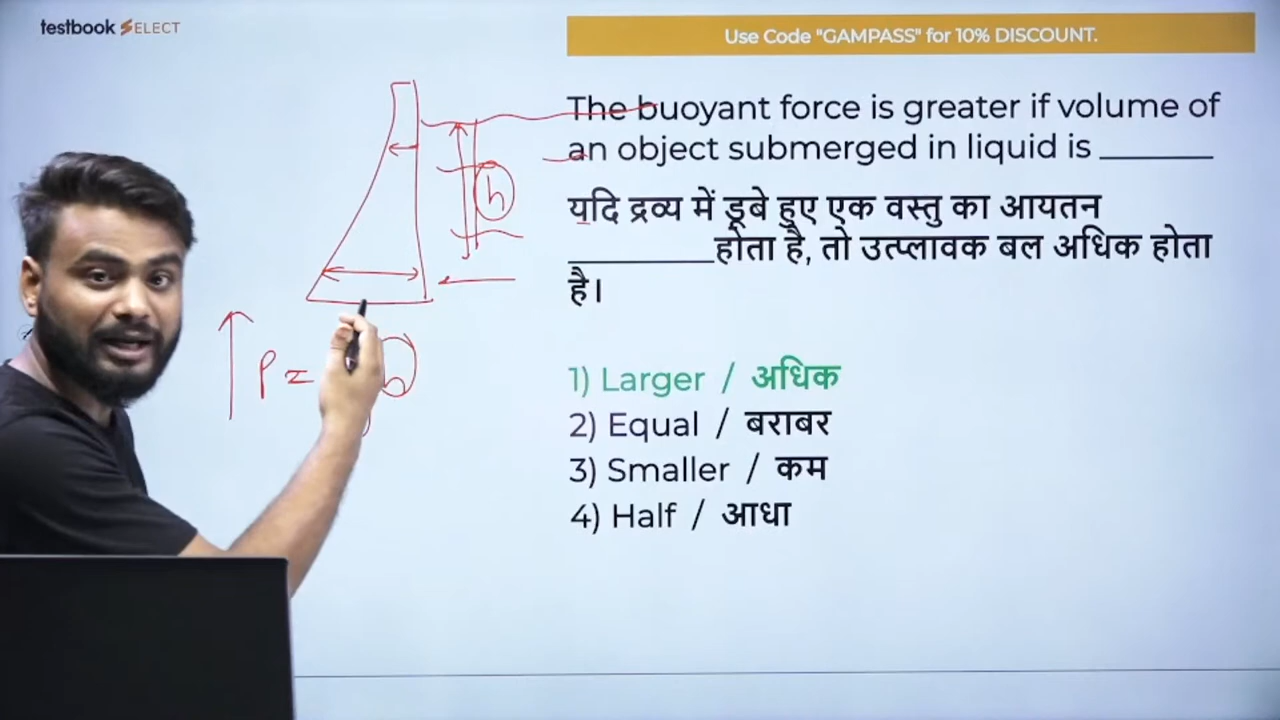 testbook SELECT
Use Code "GAMPASS" for 10% DISCOUNT.
The buoyant force is greater if volume of
an object submerged in liquid is ________
यदि द्रव्य में डूबे हुए एक वस्तु का आयतन
__________होता है, तो उत्प्लावक बल अधिक होता
है।
1) Larger / अधिक
2) Equal / बराबर
3) Smaller / कम
4) Half / आधा
h
P =